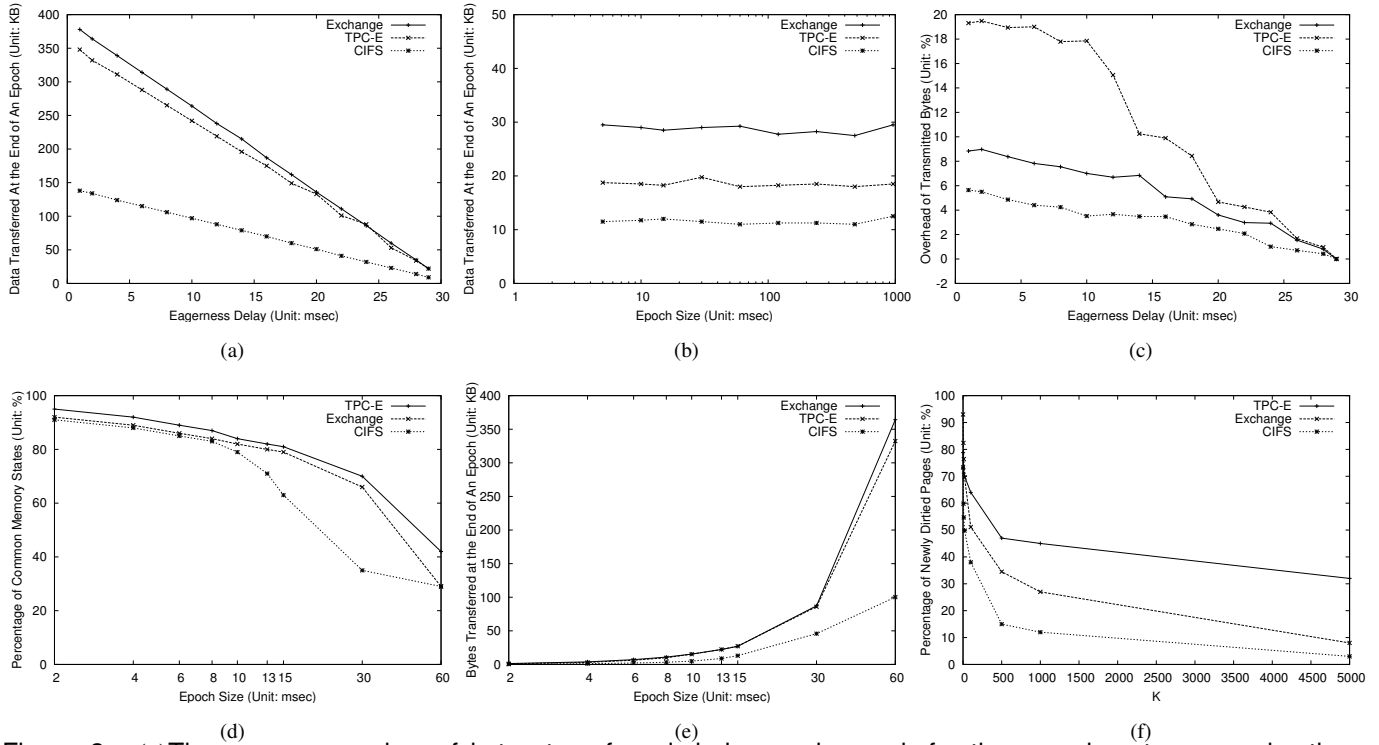 Data Transferred At the End of An Epoch (Unit: KB)
400
350
300
250
200
150
100
50
0
0 5 10 15 20 25 30
Eagerness Delay (Unit: msec)
Exchange
TPC-E
CIFS
(a)
Data Transferred At the End of An Epoch (Unit: KB)
50
40
30
20
10
0
1 10 100 1000
Epoch Size (Unit: msec)
Exchange
TPC-E
CIFS
(b)
Overhead of Transmitted Bytes (Unit: %)
20
18
16
14
12
10
8
6
4
2
0
-2
0 5 10 15 20 25 30
Eagerness Delay (Unit: msec)
Exchange
TPC-E
CIFS
(c)
Percentage of Common Memory States (Unit: %)
100
80
60
40
20
0
2 4 6 8 10 13 15 30 60
Epoch Size (Unit: msec)
TPC-E
Exchange
CIFS
(d)
Bytes Transferred at the End of An Epoch (Unit: KB)
400
350
300
250
200
150
100
50
0
2 4 6 8 10 13 15 30 60
Epoch Size (Unit: msec)
Exchange
TPC-E
CIFS
(e)
Percentage of Newly Dirtied Pages (Unit: %)
100
90
80
70
60
50
40
30
20
10
0
0 500 1000 1500 2000 2500 3000 3500 4000 4500 5000
K
TPC-E
Exchange
CIFS
(f)